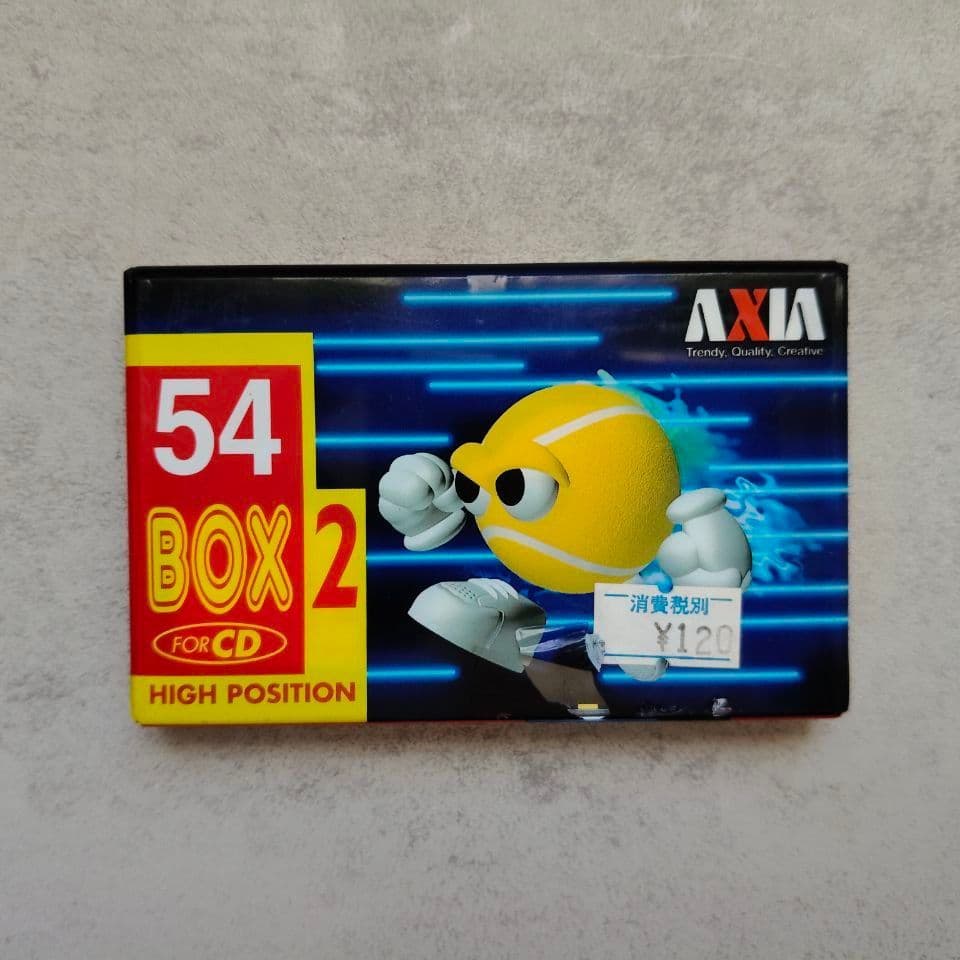 AXIA
Trendy, Quality, Creative
54
BOX 2
FOR CD
HIGH POSITION
消費税別
¥120